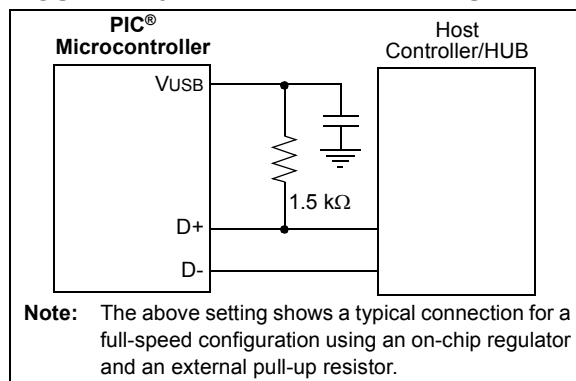 PIC®
Microcontroller
Host
Controller/HUB
VUSB
1.5 kΩ
D+
D-
Note: The above setting shows a typical connection for a
full-speed configuration using an on-chip regulator
and an external pull-up resistor.